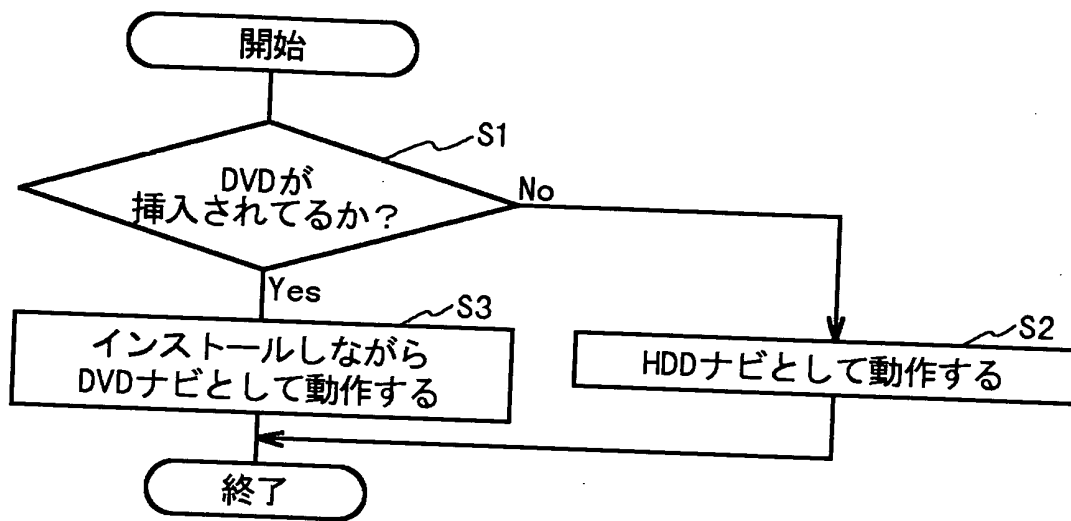 開始
S1
DVDが
挿入されてるか?
No
Yes
S3
インストールしながら
DVDナビとして動作する
S2
HDDナビとして動作する
終了